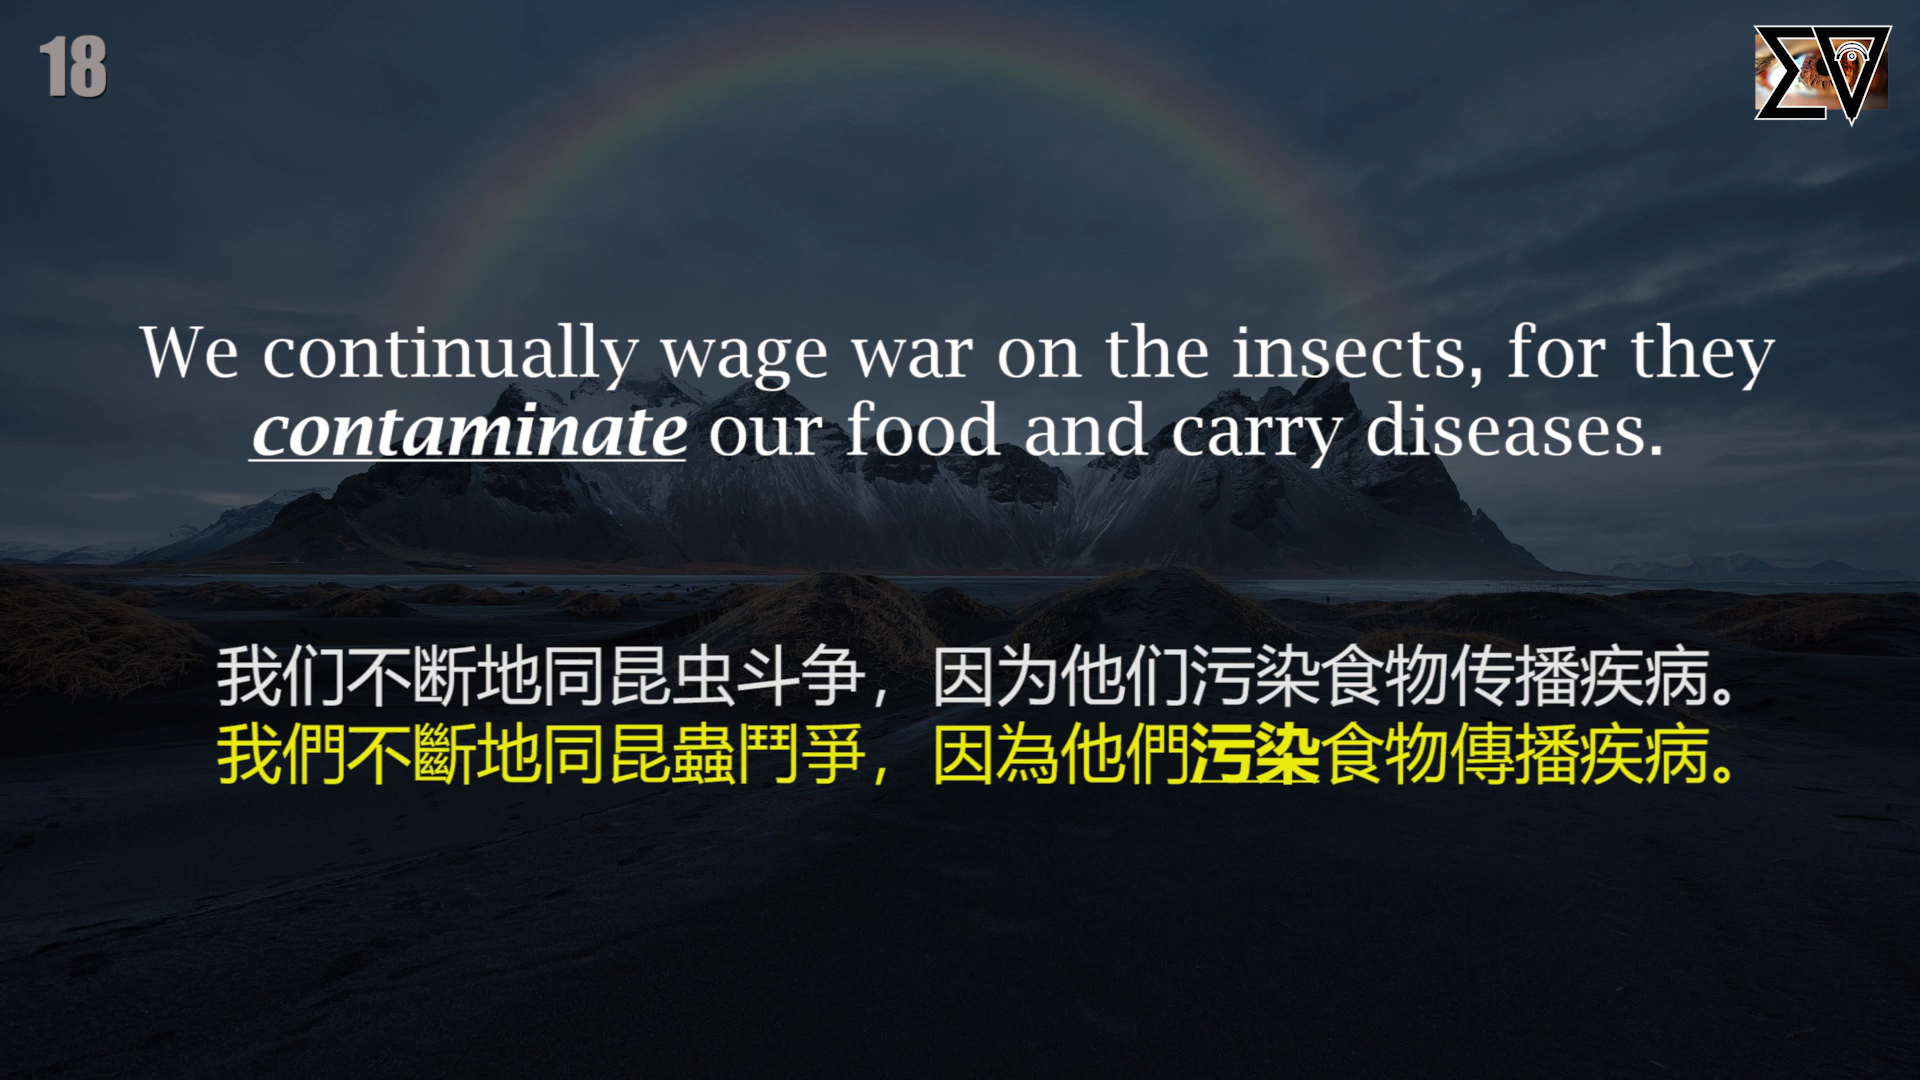 18
We continually wage war on the insects, for they
contaminate our food and carry diseases.
我们不断地同昆虫斗争，因为他们污染食物传播疾病。
我們不斷地同昆蟲鬥爭，因為他們污染食物傳播疾病。